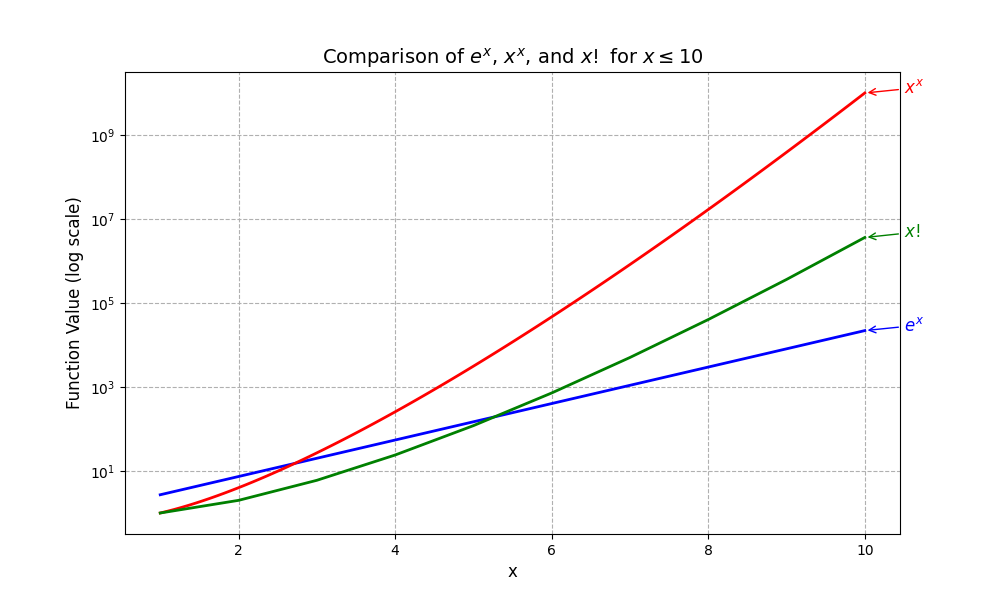 Comparison of $e^x$, $x^x$, and $x!$ for $x \leq 10$
Function Value (log scale)
$10^9$
$10^7$
$10^5$
$10^3$
$10^1$
$x^x$
$x!$
$e^x$
2 4 6 8 10
x